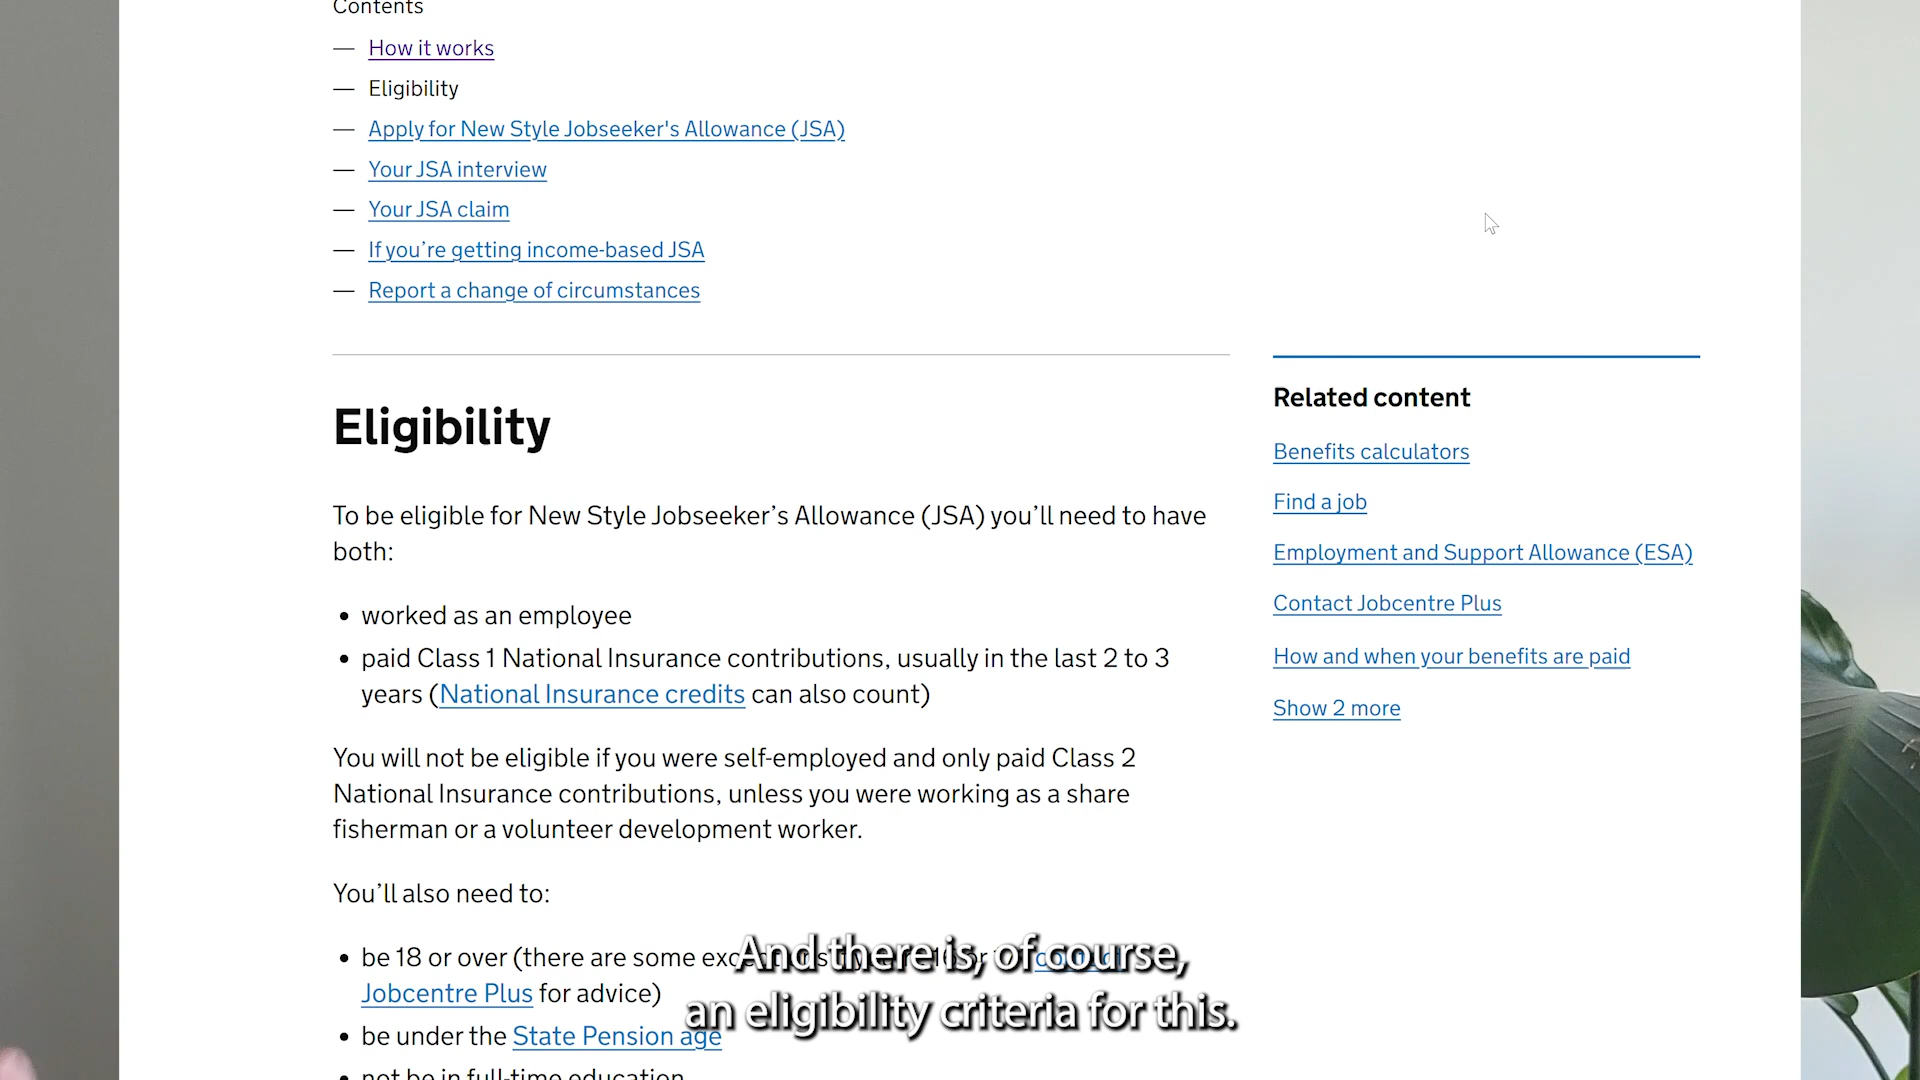 Contents
— How it works
— Eligibility
— Apply for New Style Jobseeker's Allowance (JSA)
— Your JSA interview
— Your JSA claim
— If you’re getting income-based JSA
— Report a change of circumstances
Eligibility
To be eligible for New Style Jobseeker’s Allowance (JSA) you’ll need to have
both:
• worked as an employee
• paid Class 1 National Insurance contributions, usually in the last 2 to 3
years (National Insurance credits can also count)
You will not be eligible if you were self-employed and only paid Class 2
National Insurance contributions, unless you were working as a share
fisherman or a volunteer development worker.
You’ll also need to:
• be 18 or over (there are some
Jobcentre Plus for advice)
• be under the State Pension age
• not be in full-time education
Related content
Benefits calculators
Find a job
Employment and Support Allowance (ESA)
Contact Jobcentre Plus
How and when your benefits are paid
Show 2 more
And there is, of course,
an eligibility criteria for this.